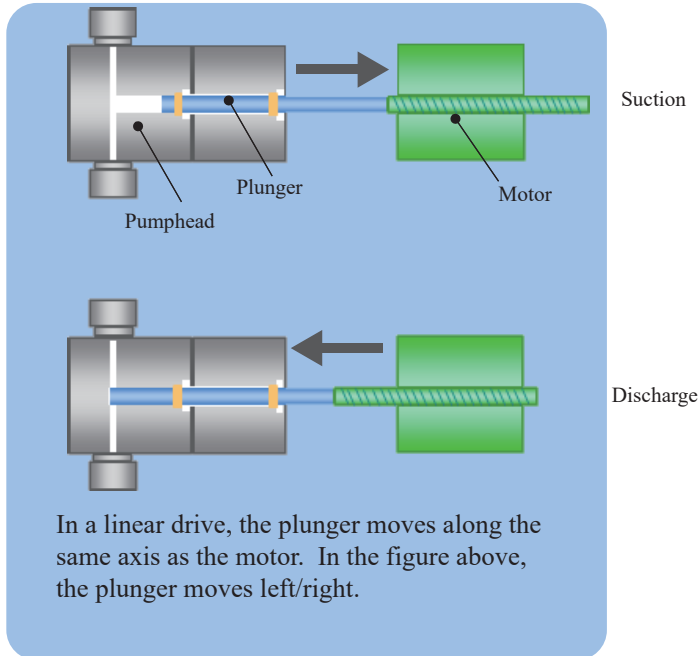 Suction
Plunger
Motor
Pumphead
Discharge
In a linear drive, the plunger moves along the
same axis as the motor.  In the figure above,
the plunger moves left/right.